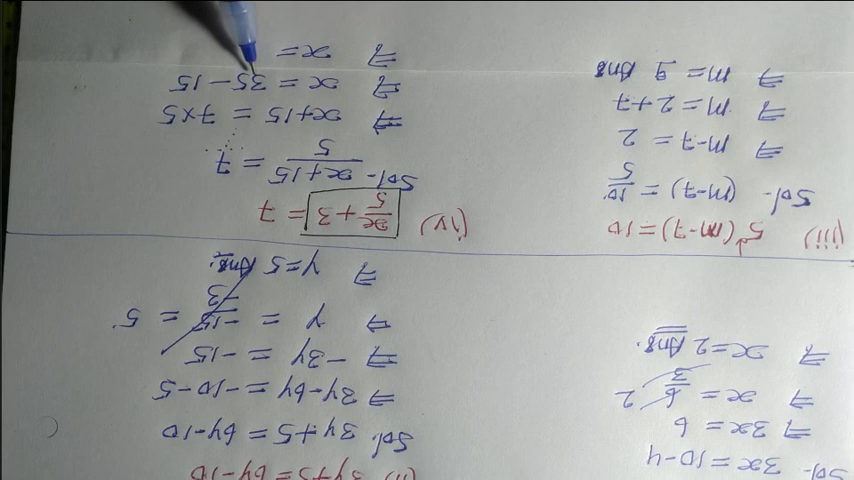 Sol- 3x = 10-4
⇒ 3x = 6
⇒ x = 6/3 2
⇒ x = 2 Ans.
(ii) 3y+5 = 6y-10
Sol. 3y+5 = 6y-10
⇒ 3y-6y = -10-5
⇒ -3y = -15
⇒ y = -15/-3 = 5.
⇒ y = 5 Ans.
(iii) 5(m-7) = 10
Sol- (m-7) = 10/5
⇒ m-7 = 2
⇒ m = 2+7
⇒ m = 9 Ans
(iv) x/5 + 3 = 7
Sol- x+15/5 = 7
⇒ x+15 = 7×5
⇒ x = 35-15
⇒ x =